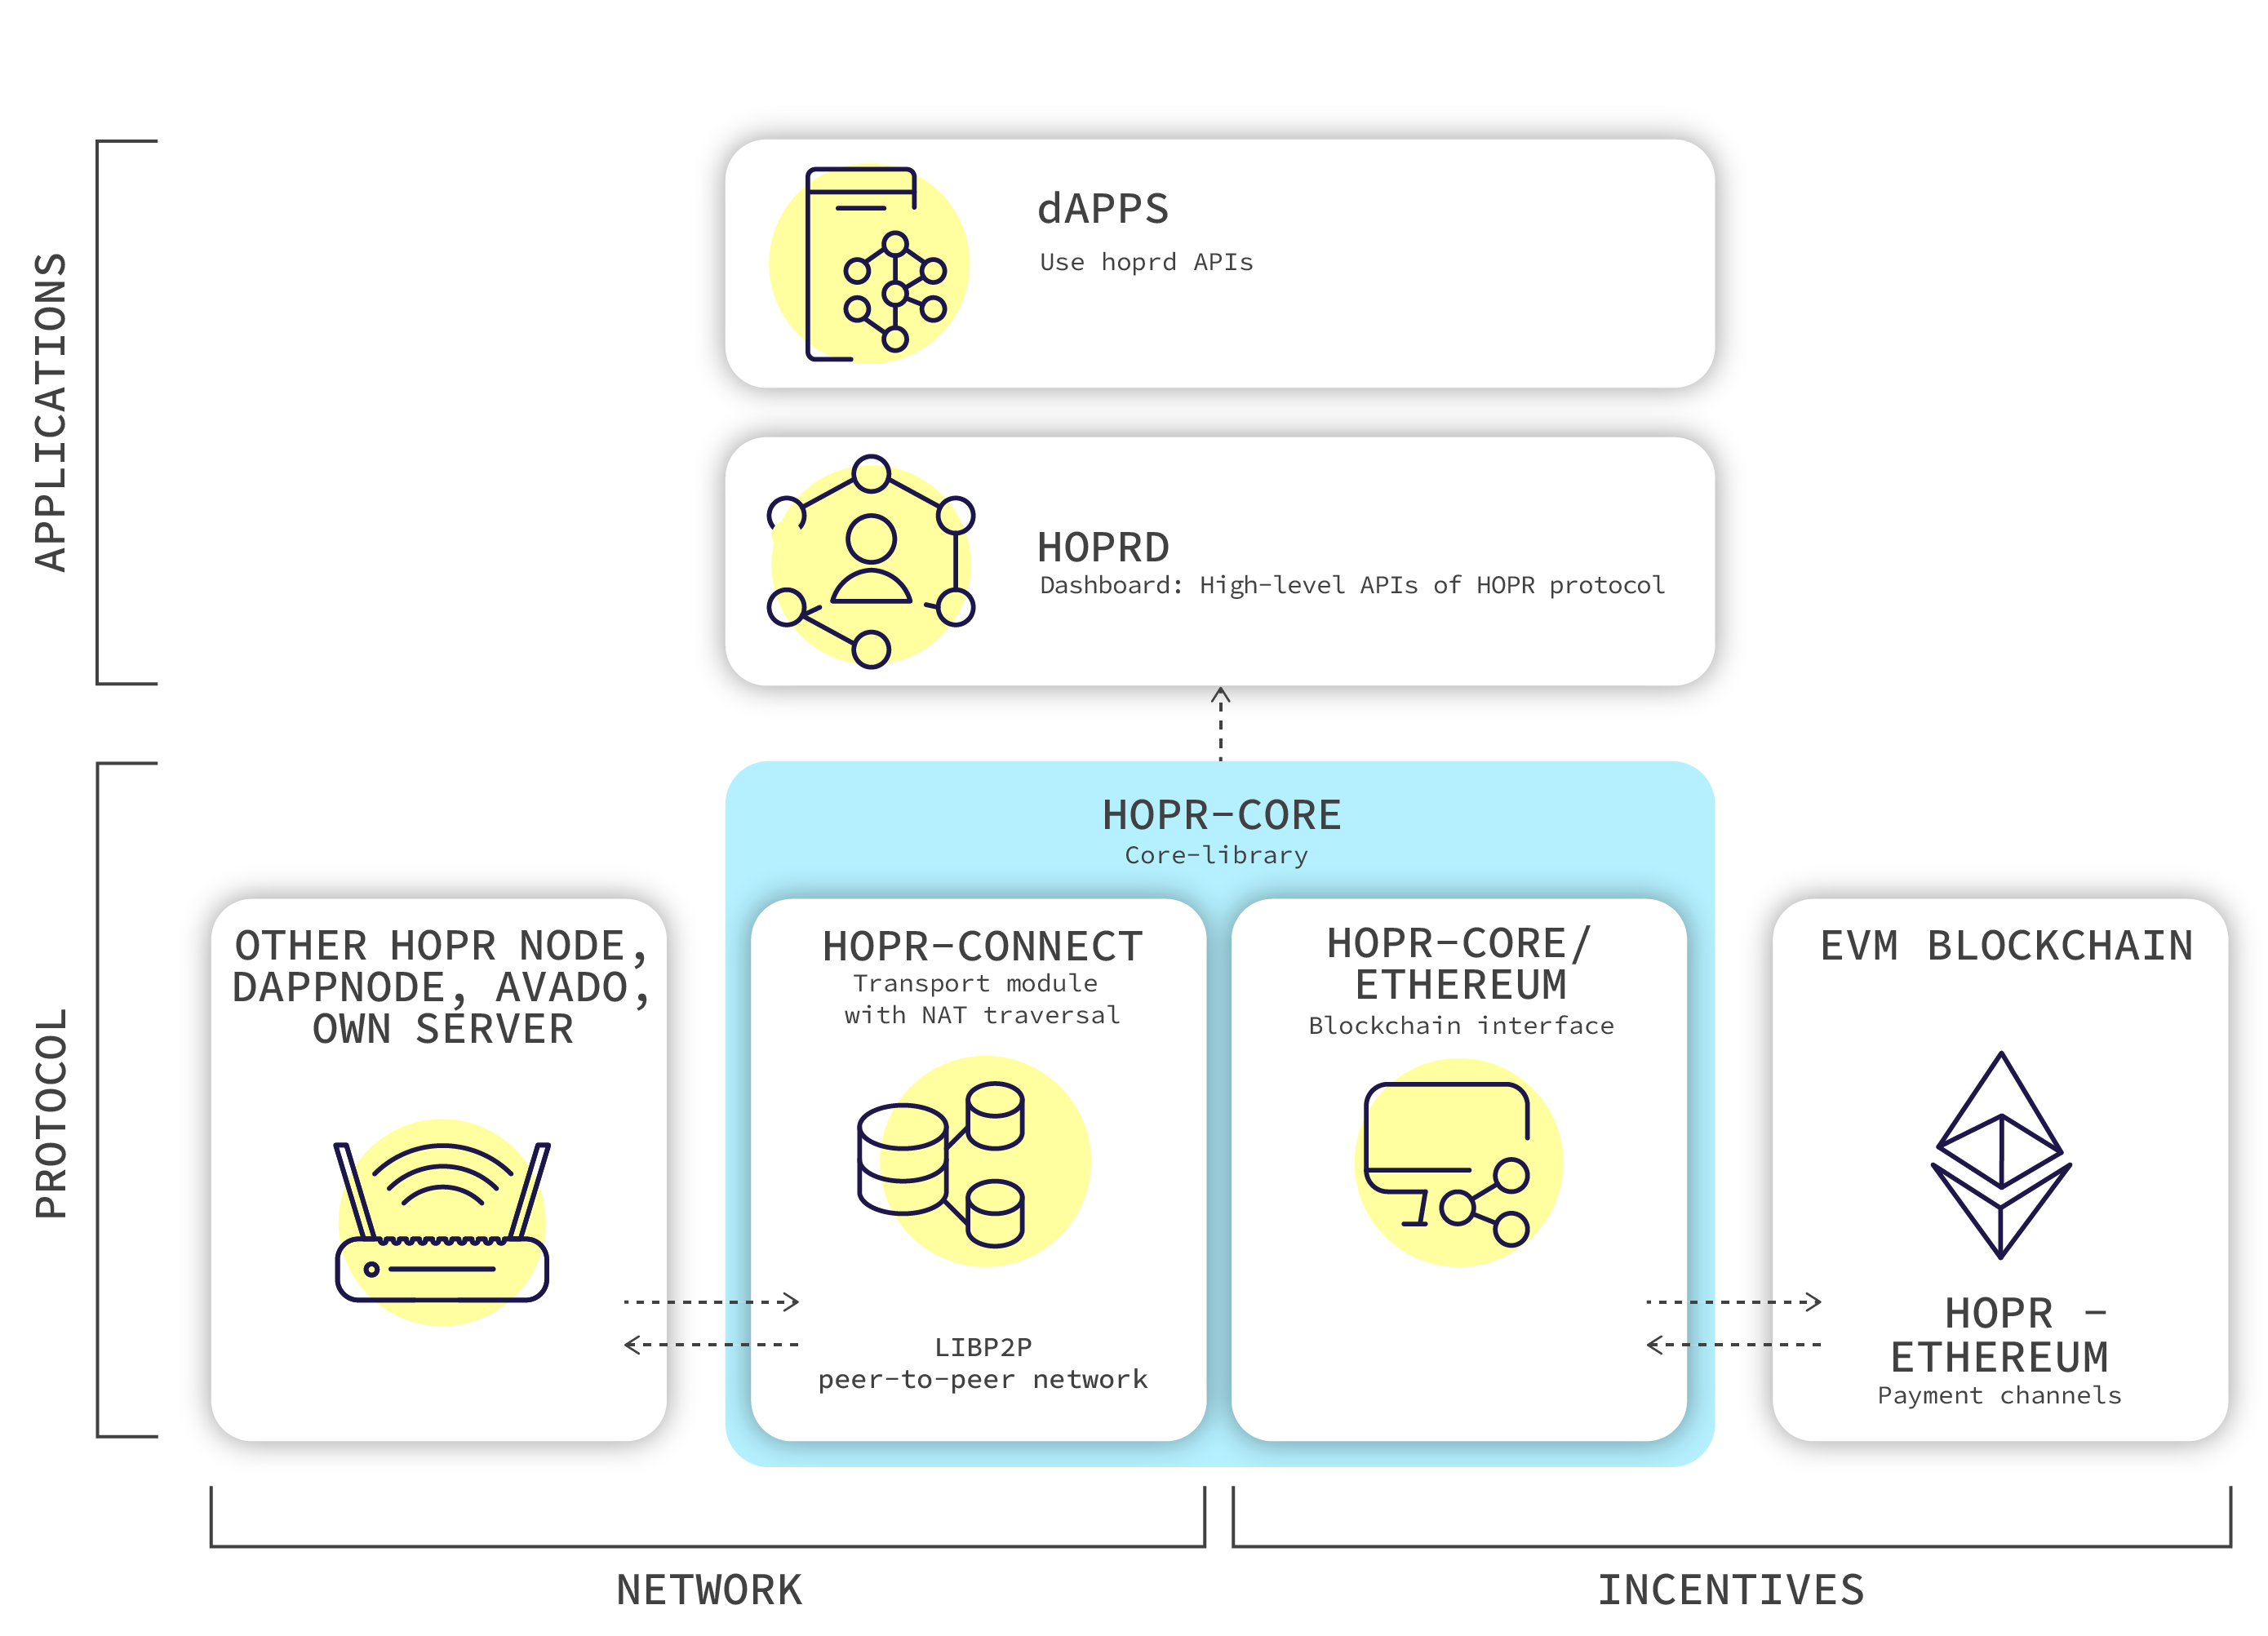 APPLICATIONS
dAPPS
Use hoprd APIs
HOPRD
Dashboard: High-level APIs of HOPR protocol
PROTOCOL
HOPR-CORE
Core-library
OTHER HOPR NODE,
DAPPNODE, AVADO,
OWN SERVER
HOPR-CONNECT
Transport module
with NAT traversal
LIBP2P
peer-to-peer network
HOPR-CORE/
ETHEREUM
Blockchain interface
EVM BLOCKCHAIN
HOPR -
ETHEREUM
Payment channels
NETWORK
INCENTIVES